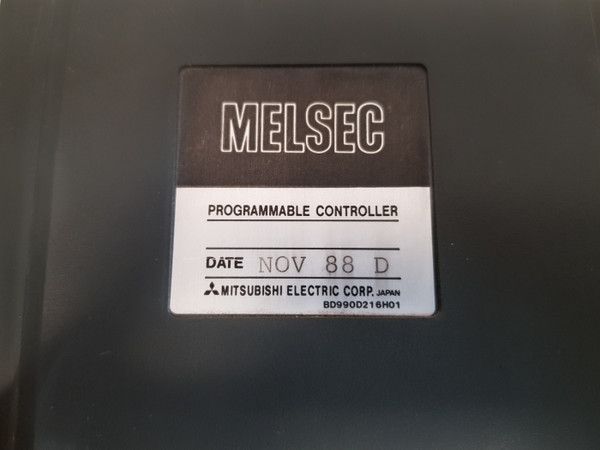 MELSEC
PROGRAMMABLE CONTROLLER
DATE NOV 88 D
MITSUBISHI ELECTRIC CORP. JAPAN
BD990D216H01